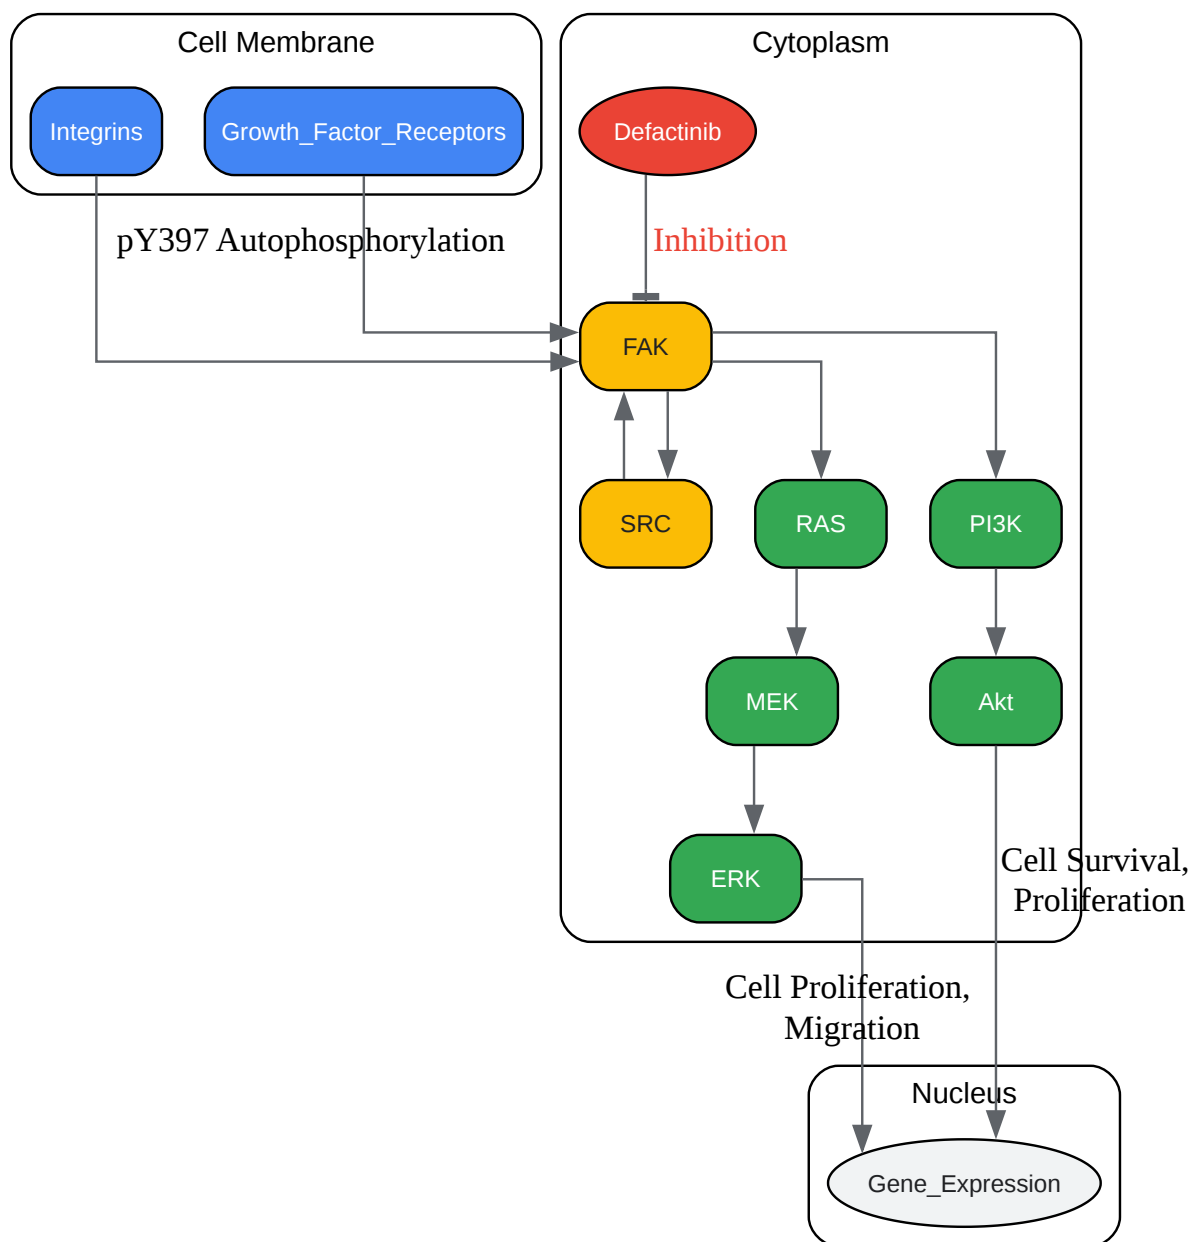 Cell Membrane
Cytoplasm
Integrins
Growth_Factor_Receptors
Defactinib
pY397 Autophosphorylation
Inhibition
FAK
SRC
RAS
PI3K
MEK
Akt
ERK
Cell Survival,
Proliferation
Cell Proliferation,
Migration
Nucleus
Gene_Expression